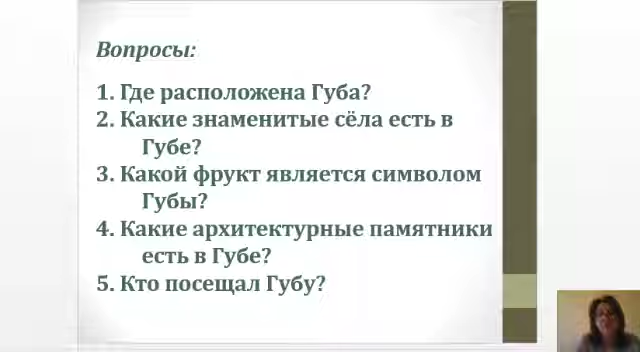 Вопросы:
1. Где расположена Губа?
2. Какие знаменитые сёла есть в
Губе?
3. Какой фрукт является символом
Губы?
4. Какие архитектурные памятники
есть в Губе?
5. Кто посещал Губу?